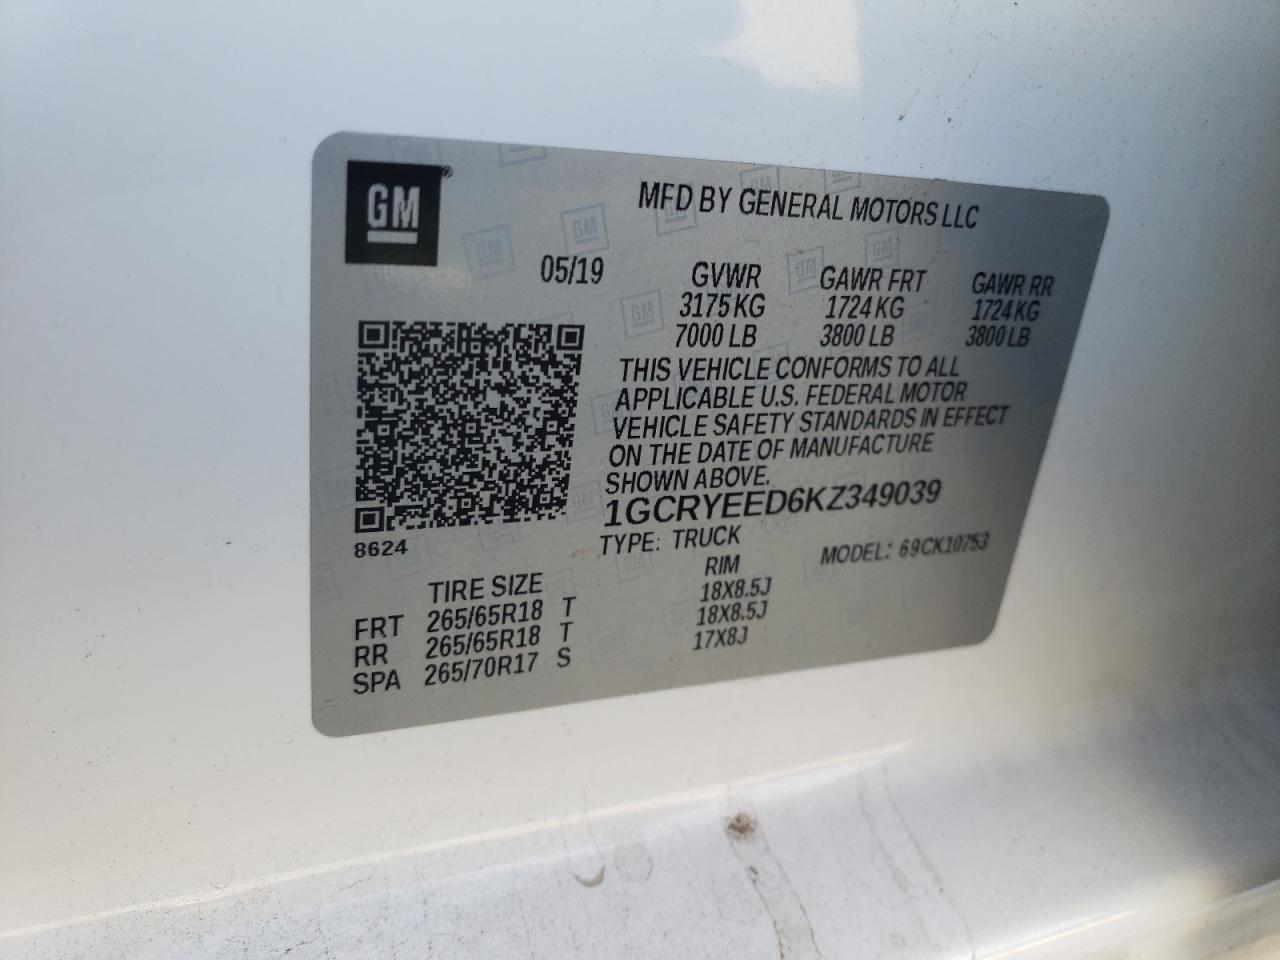 GM®
MFD BY GENERAL MOTORS LLC
05/19
GVWR GAWR FRT GAWR RR
3175 KG 1724 KG 1724 KG
7000 LB 3800 LB 3800 LB
THIS VEHICLE CONFORMS TO ALL
APPLICABLE U.S. FEDERAL MOTOR
VEHICLE SAFETY STANDARDS IN EFFECT
ON THE DATE OF MANUFACTURE
SHOWN ABOVE.
1GCRYEED6KZ349039
8624
TYPE: TRUCK MODEL: 69CK10753
TIRE SIZE RIM
FRT 265/65R18 T 18X8.5J
RR 265/65R18 T 18X8.5J
SPA 265/70R17 S 17X8J